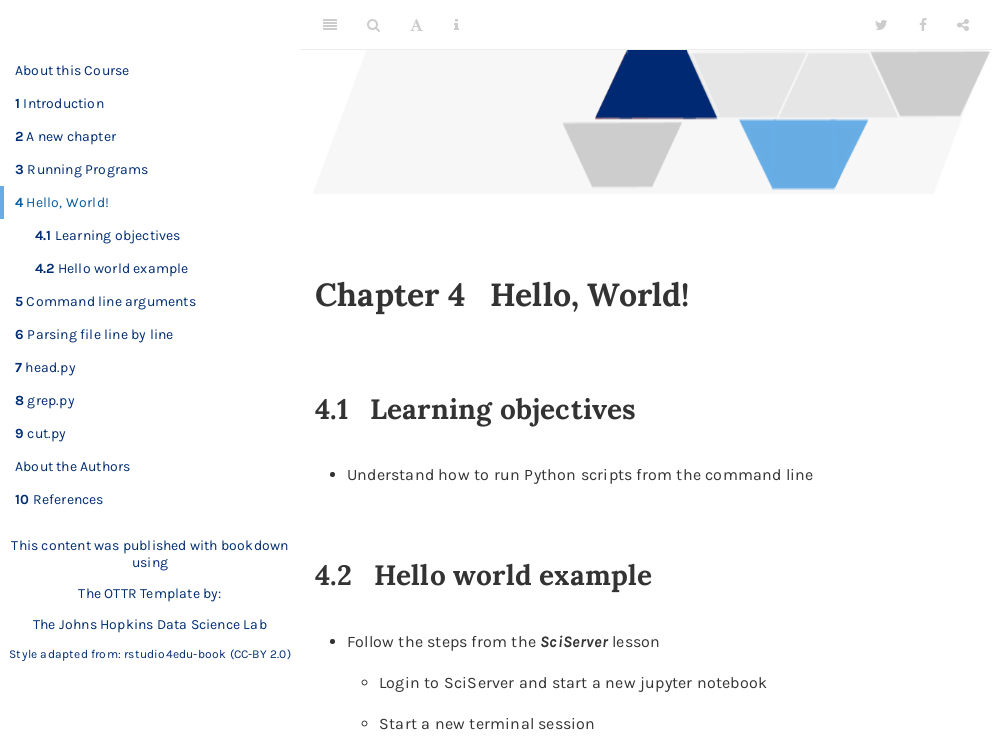 About this Course
1 Introduction
2 A new chapter
3 Running Programs
4 Hello, World!
4.1 Learning objectives
4.2 Hello world example
5 Command line arguments
6 Parsing file line by line
7 head.py
8 grep.py
9 cut.py
About the Authors
10 References
This content was published with bookdown
using
The OTTR Template by:
The Johns Hopkins Data Science Lab
Style adapted from: rstudio4edu-book (CC-BY 2.0)
Chapter 4 Hello, World!
4.1 Learning objectives
• Understand how to run Python scripts from the command line
4.2 Hello world example
• Follow the steps from the SciServer lesson
◦ Login to SciServer and start a new jupyter notebook
◦ Start a new terminal session